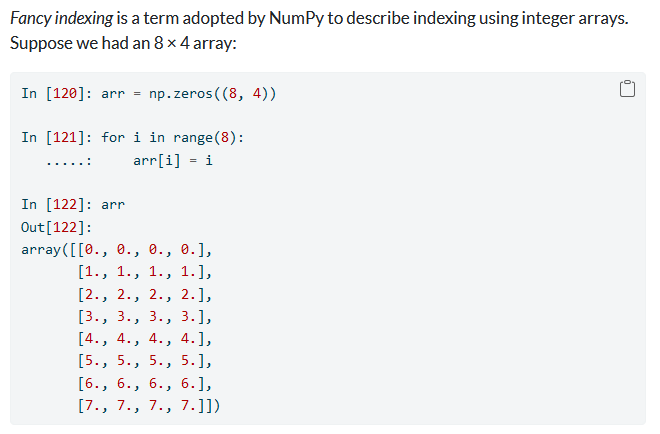 Fancy indexing is a term adopted by NumPy to describe indexing using integer arrays.
Suppose we had an 8 × 4 array:
In [120]: arr = np.zeros((8, 4))
In [121]: for i in range(8):
   .....:     arr[i] = i
In [122]: arr
Out[122]:
array([[0., 0., 0., 0.],
       [1., 1., 1., 1.],
       [2., 2., 2., 2.],
       [3., 3., 3., 3.],
       [4., 4., 4., 4.],
       [5., 5., 5., 5.],
       [6., 6., 6., 6.],
       [7., 7., 7., 7.]])